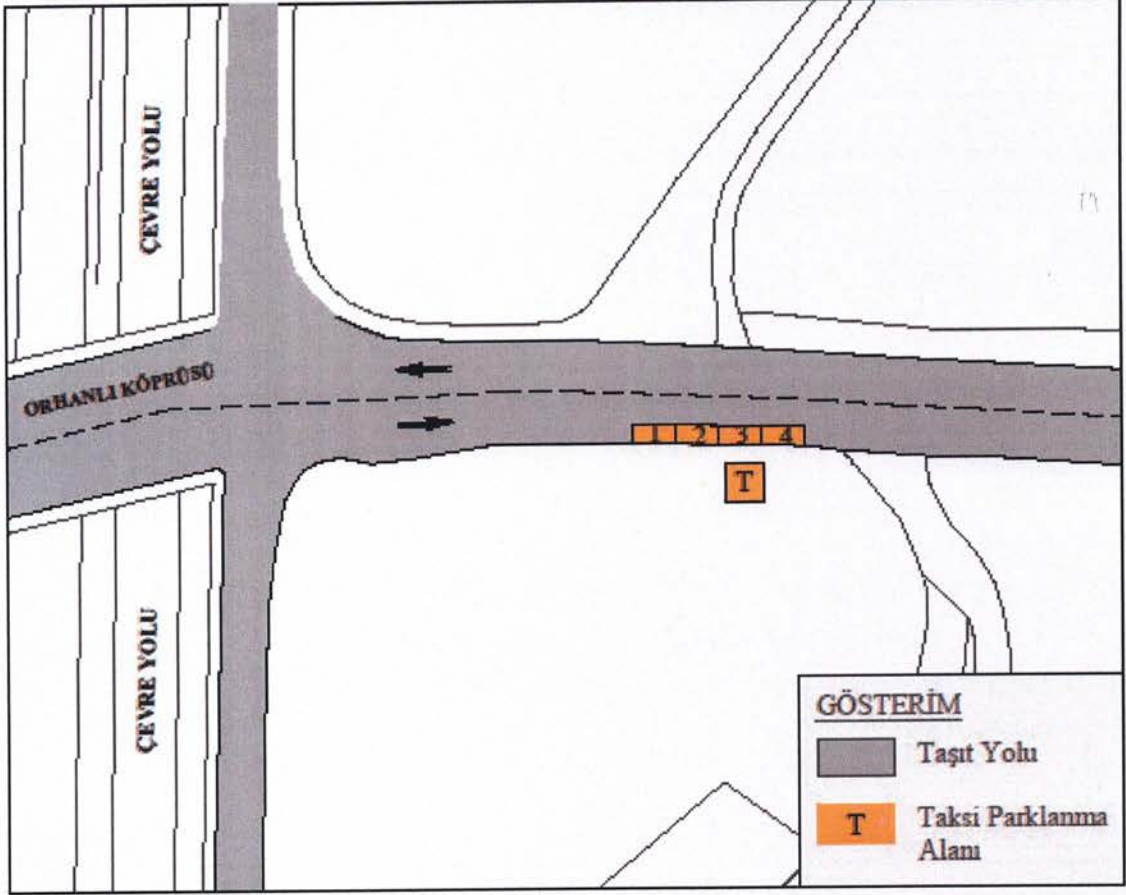 ÇEVRE YOLU
ORHANLI KÖPRÜSÜ
1 2 3 4
T
ÇEVRE YOLU
GÖSTERİM
Taşıt Yolu
T Taksi Parklanma
Alanı